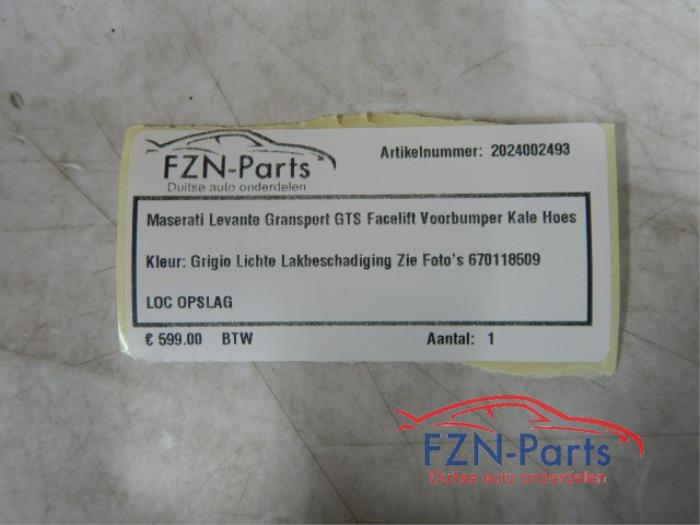 FZN-Parts
Duitse auto onderdelen
Artikelnummer: 2024002493
Maserati Levante Gransport GTS Facelift Voorbumper Kale Hoes
Kleur: Grigio Lichte Lakbeschadiging Zie Foto's 670118509
LOC OPSLAG
€ 599.00 BTW
Aantal: 1
FZN-Parts
Duitse auto onderdelen